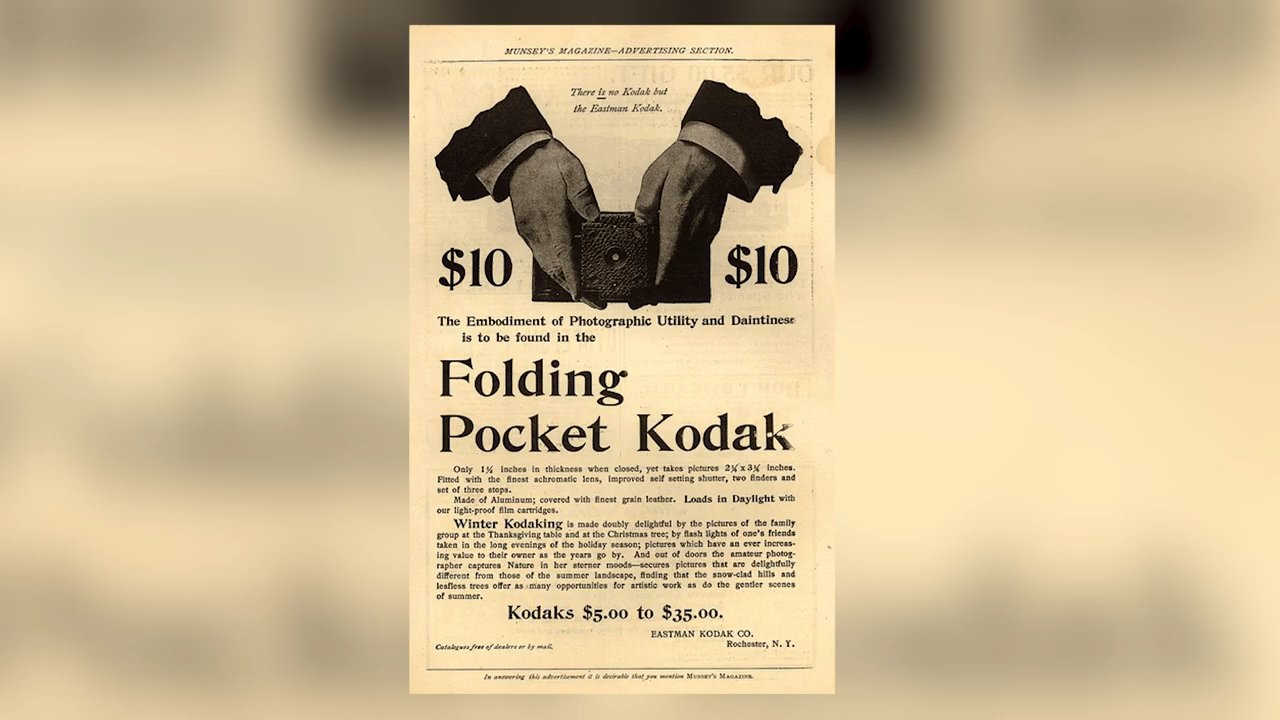 MUNSEY'S MAGAZINE—ADVERTISING SECTION.
There is no Kodak but
the Eastman Kodak.
$10 $10
The Embodiment of Photographic Utility and Daintiness
is to be found in the
Folding
Pocket Kodak
Only 1½ inches in thickness when closed, yet takes pictures 2¼ x 3¼ inches.
Fitted with the finest achromatic lens, improved self setting shutter, two finders and
set of three stops.
Made of Aluminum; covered with finest grain leather. Loads in Daylight with
our light-proof film cartridges.
Winter Kodaking is made doubly delightful by the pictures of the family
group at the Thanksgiving table and at the Christmas tree; by flash lights of one's friends
taken in the long evenings of the holiday season; pictures which have an ever increas-
ing value to their owner as the years go by. And out of doors the amateur photog-
rapher captures Nature in her sterner moods—secures pictures that are delightfully
different from those of the summer landscape, finding that the snow-clad hills and
leafless trees offer as many opportunities for artistic work as do the gentler scenes
of summer.
Kodaks $5.00 to $35.00.
EASTMAN KODAK CO.
Catalogues free of dealers or by mail. Rochester, N. Y.
In answering this advertisement it is desirable that you mention MUNSEY'S MAGAZINE.